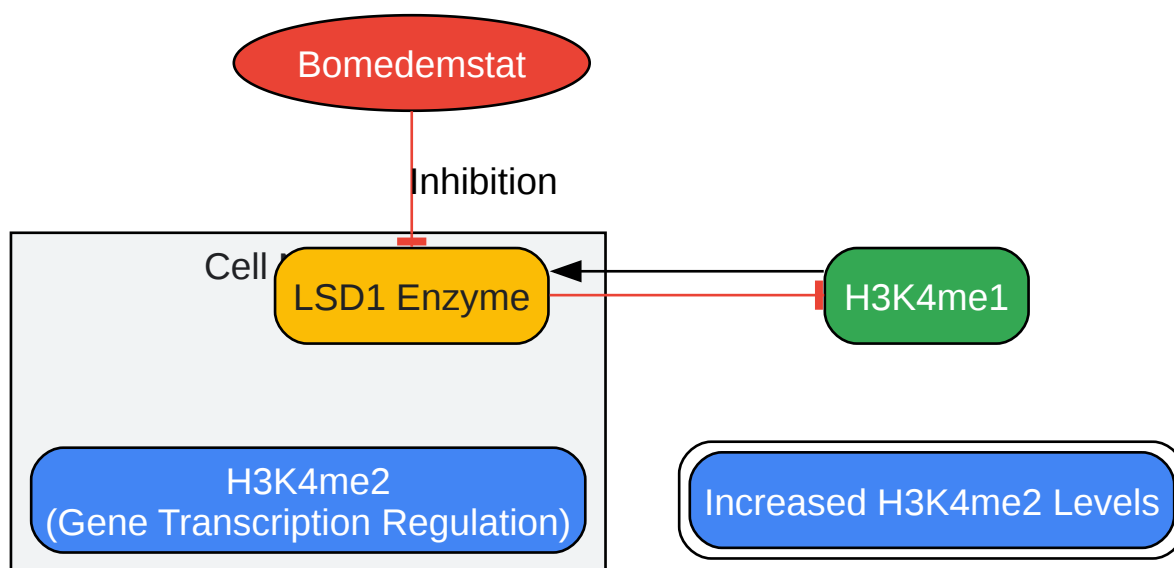 Bomedemstat
Inhibition
Cell
LSD1 Enzyme
H3K4me1
H3K4me2
(Gene Transcription Regulation)
Increased H3K4me2 Levels